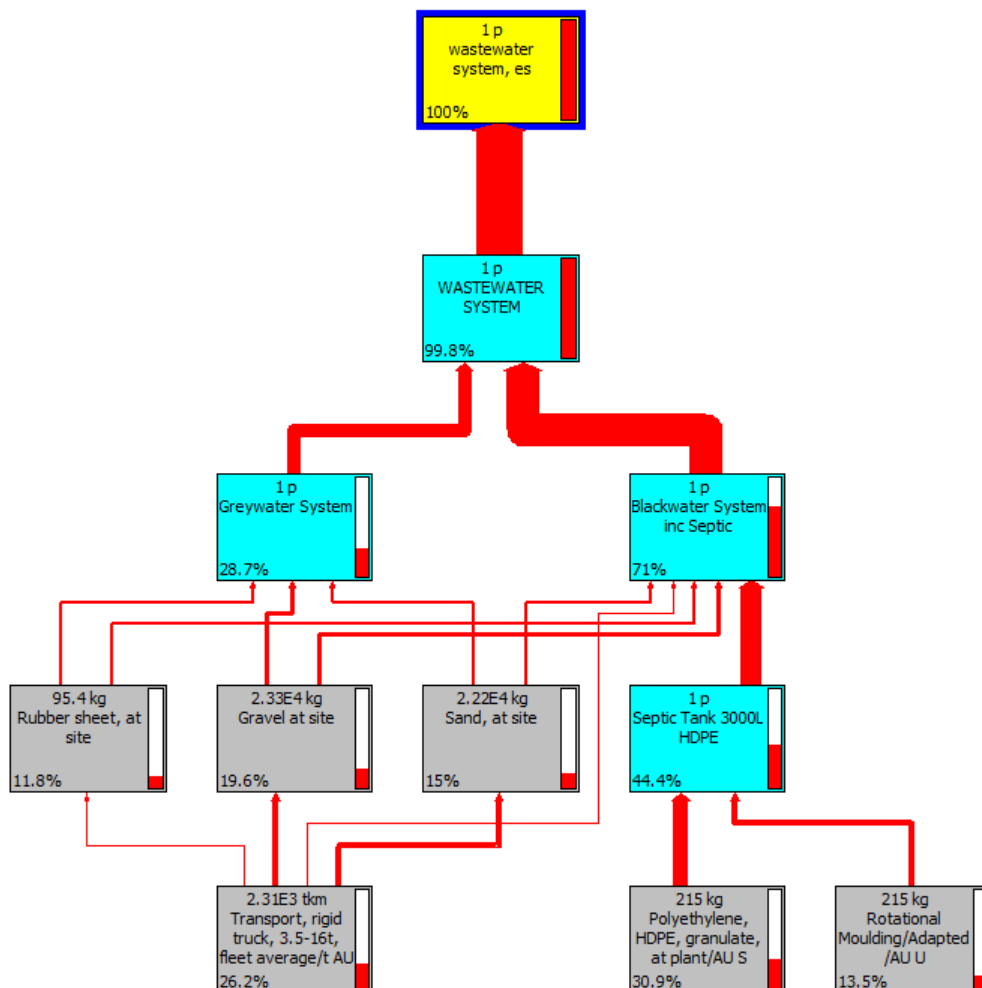 1 p
wastewater
system, es
100%
1 p
WASTEWATER
SYSTEM
99.8%
1 p
Greywater System
28.7%
1 p
Blackwater System
inc Septic
71%
95.4 kg
Rubber sheet, at
site
11.8%
2.33E4 kg
Gravel at site
19.6%
2.22E4 kg
Sand, at site
15%
1 p
Septic Tank 3000L
HDPE
44.4%
2.31E3 tkm
Transport, rigid
truck, 3.5-16t,
fleet average/t AU
26.2%
215 kg
Polyethylene,
HDPE, granulate,
at plant/AU S
30.9%
215 kg
Rotational
Moulding/Adapted
/AU U
13.5%